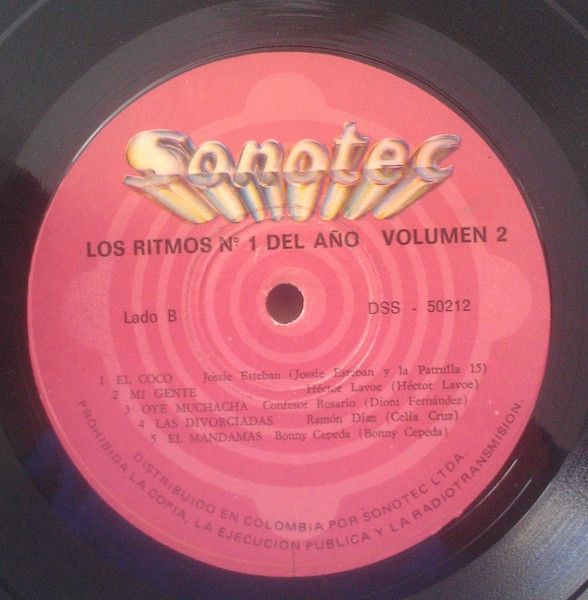 Sonotec
LOS RITMOS Nº 1 DEL AÑO VOLUMEN 2
Lado B DSS - 50212
1 EL COCO Jossie Esteban (Jossie Esteban y la Patrulla 15)
2 MI GENTE Héctor Lavoe (Héctor Lavoe)
3 OYE MUCHACHA Confesor Rosario (Dioni Fernández)
4 LAS DIVORCIADAS Ramón Díaz (Celia Cruz)
5 EL MANDAMAS Bonny Cepeda (Bonny Cepeda)
DISTRIBUIDO EN COLOMBIA POR SONOTEC LTDA.
PROHIBIDA LA COPIA, LA EJECUCION PUBLICA Y LA RADIOTRANSMISION.